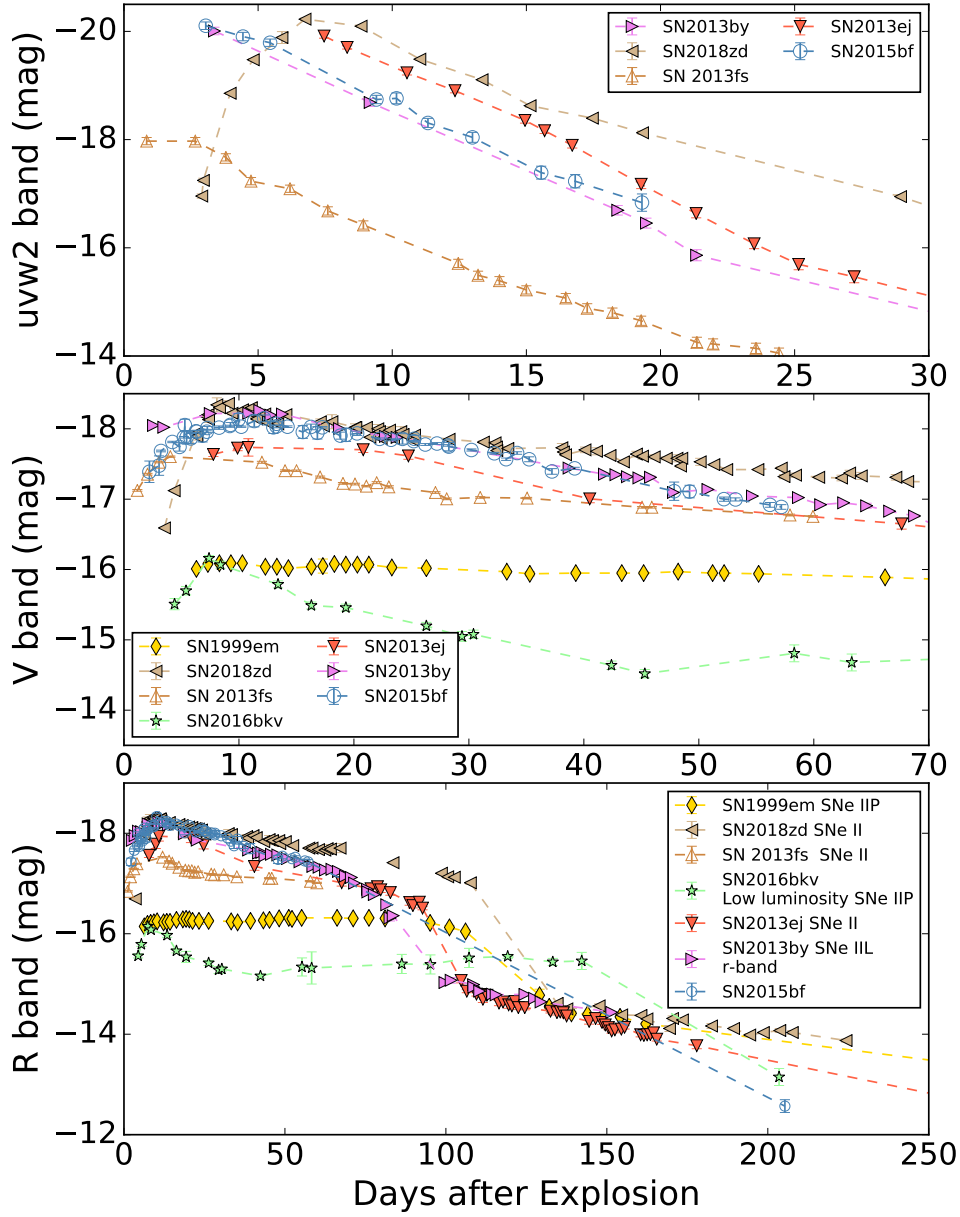 uvw2 band (mag)
−20
−18
−16
−14
SN2013by
SN2018zd
SN 2013fs
SN2013ej
SN2015bf
0 5 10 15 20 25 30
V band (mag)
−18
−17
−16
−15
−14
SN1999em
SN2018zd
SN 2013fs
SN2016bkv
SN2013ej
SN2013by
SN2015bf
0 10 20 30 40 50 60 70
R band (mag)
−18
−16
−14
−12
SN1999em SNe IIP
SN2018zd SNe II
SN 2013fs SNe II
SN2016bkv
Low luminosity SNe IIP
SN2013ej SNe II
SN2013by SNe IIL
r-band
SN2015bf
0 50 100 150 200 250
Days after Explosion